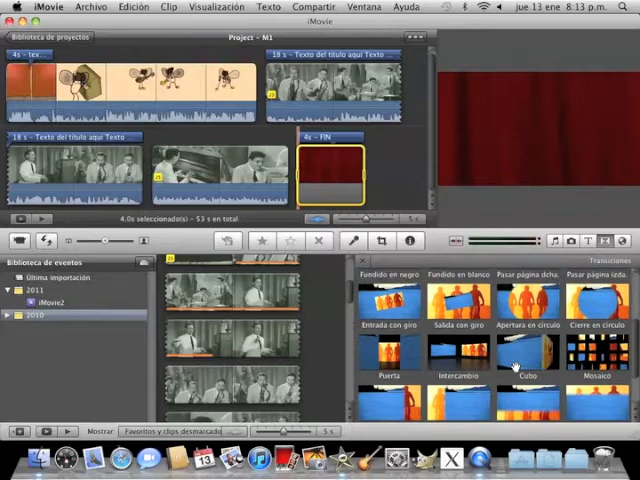 iMovie Archivo Edición Clip Visualización Texto Compartir Ventana Ayuda jue 13 ene 8:13 p.m.
iMovie
Biblioteca de proyectos Project - M1
4s - tex... 18 s - Texto del título aquí Texto ...
18 s - Texto del título aquí Texto ... 4s - FIN
4.0s seleccionado(s) - 53 s en total 5 s
Biblioteca de eventos Transiciones
Última importación
2011
iMovie2
2010
Fundido en negro Fundido en blanco Pasar página dcha. Pasar página izda.
Entrada con giro Salida con giro Apertura en círculo Cierre en círculo
Puerta Intercambio Cubo Mosaico
Mostrar: Favoritos y clips desmarcado 5 s
13
X